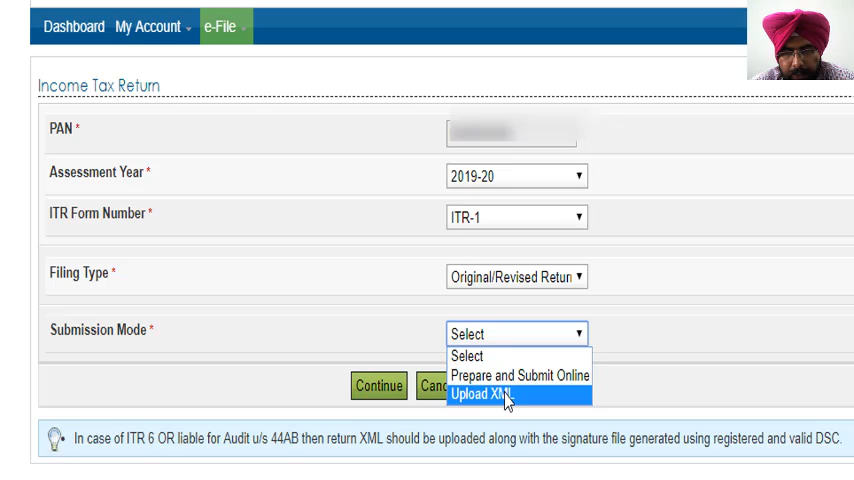 Dashboard My Account e-File
Income Tax Return
PAN *
Assessment Year * 2019-20
ITR Form Number * ITR-1
Filing Type * Original/Revised Return
Submission Mode * Select
Select
Prepare and Submit Online
Upload XML
Continue Canc
In case of ITR 6 OR liable for Audit u/s 44AB then return XML should be uploaded along with the signature file generated using registered and valid DSC.